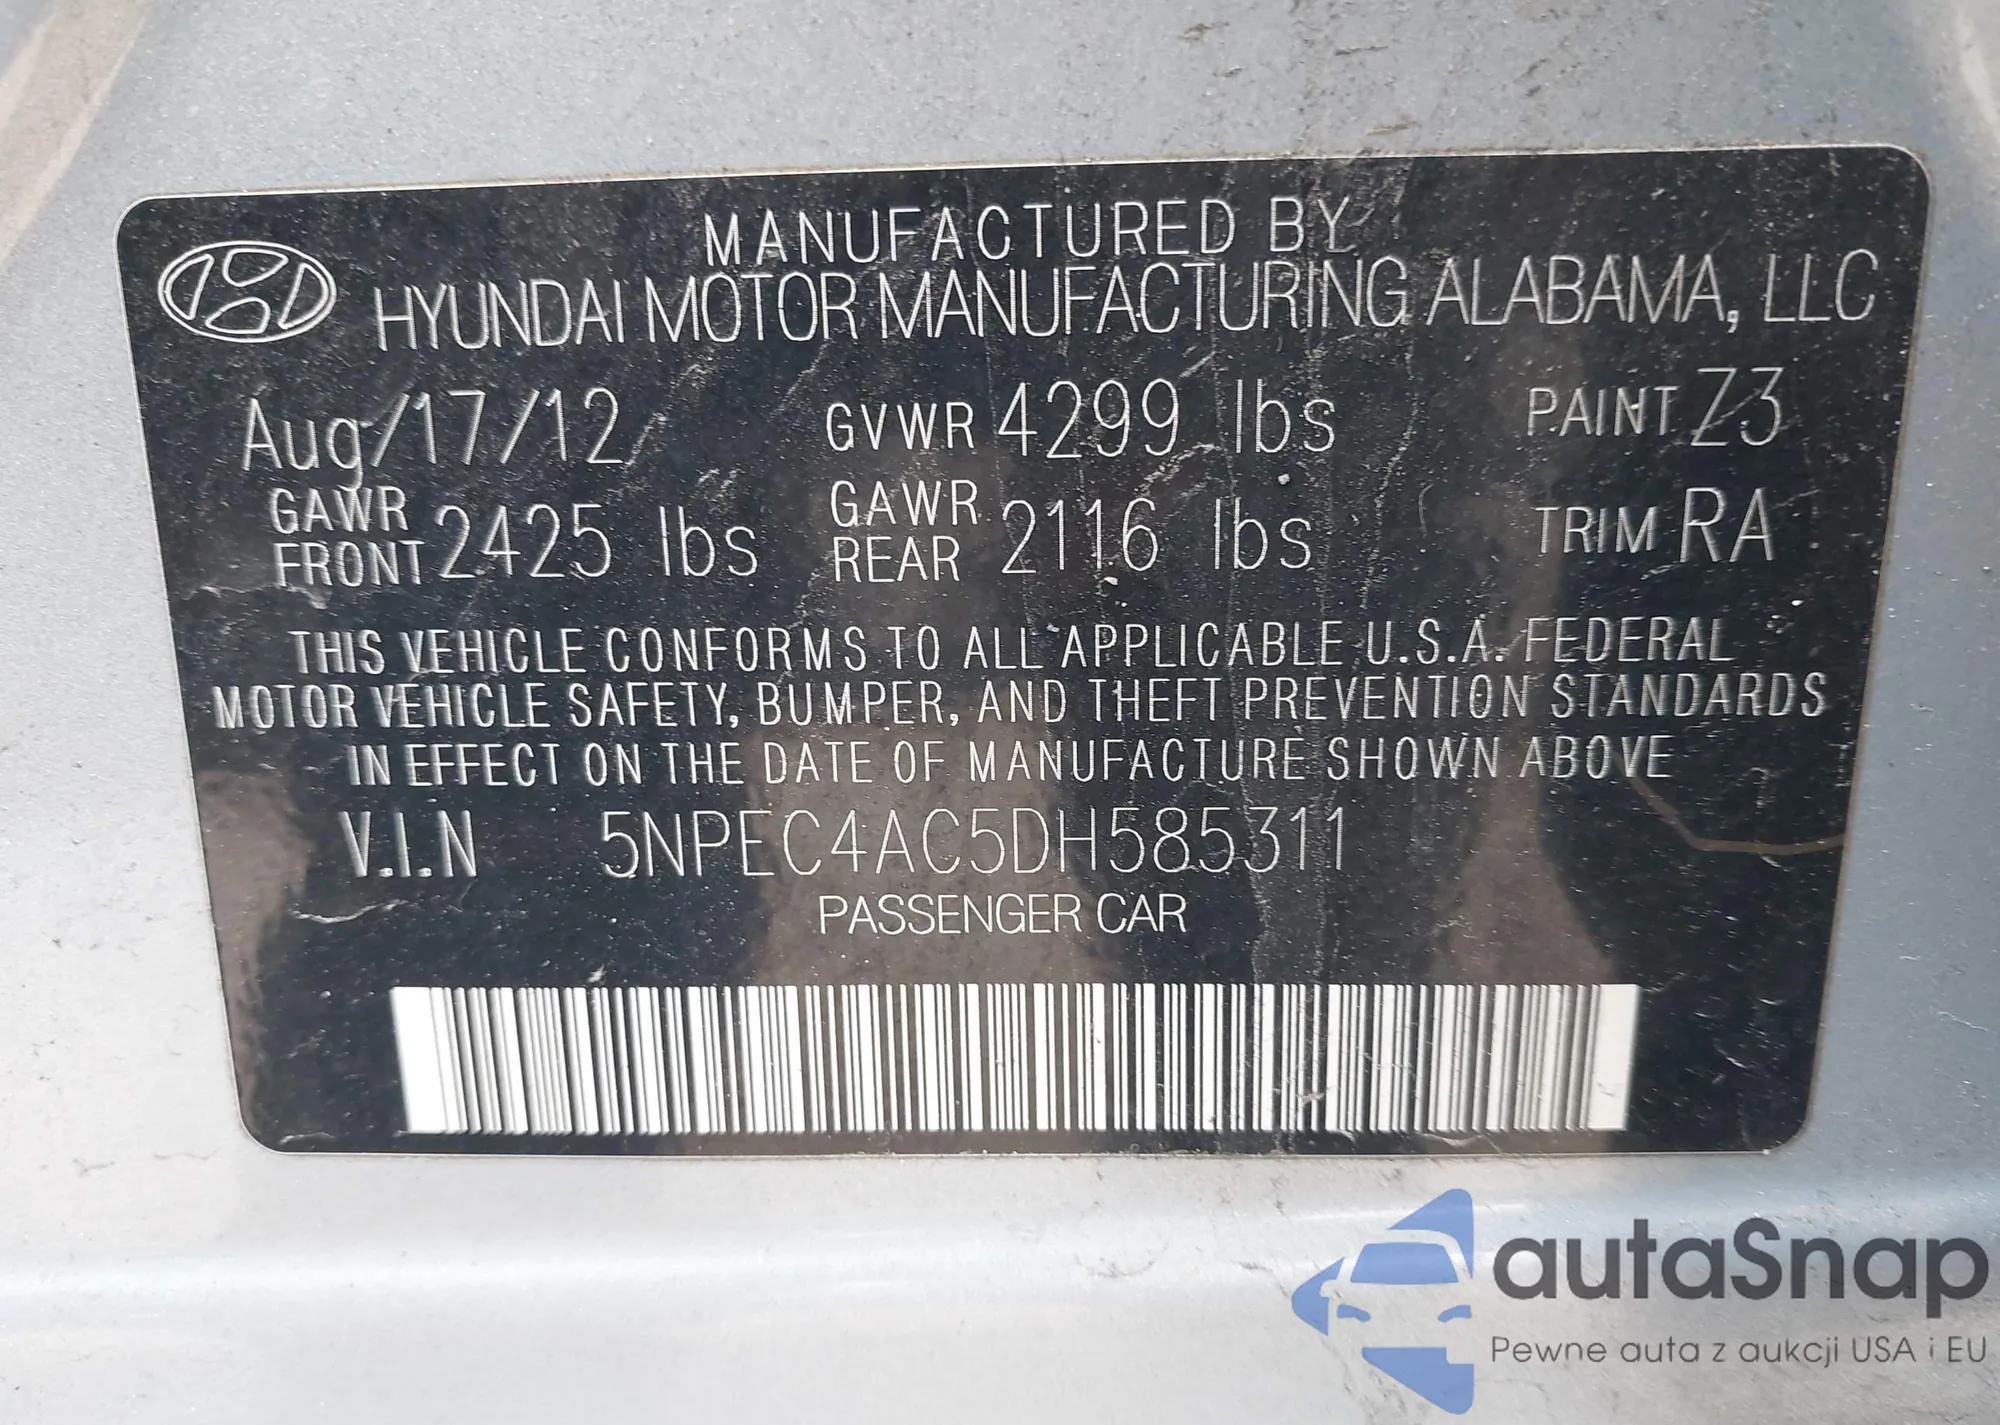 MANUFACTURED BY
HYUNDAI MOTOR MANUFACTURING ALABAMA, LLC
Aug/17/12 GVWR 4299 lbs PAINT Z3
GAWR FRONT 2425 lbs GAWR REAR 2116 lbs TRIM RA
THIS VEHICLE CONFORMS TO ALL APPLICABLE U.S.A. FEDERAL
MOTOR VEHICLE SAFETY, BUMPER, AND THEFT PREVENTION STANDARDS
IN EFFECT ON THE DATE OF MANUFACTURE SHOWN ABOVE
V.I.N 5NPEC4AC5DH585311
PASSENGER CAR
autaSnap
Pewne auta z aukcji USA i EU